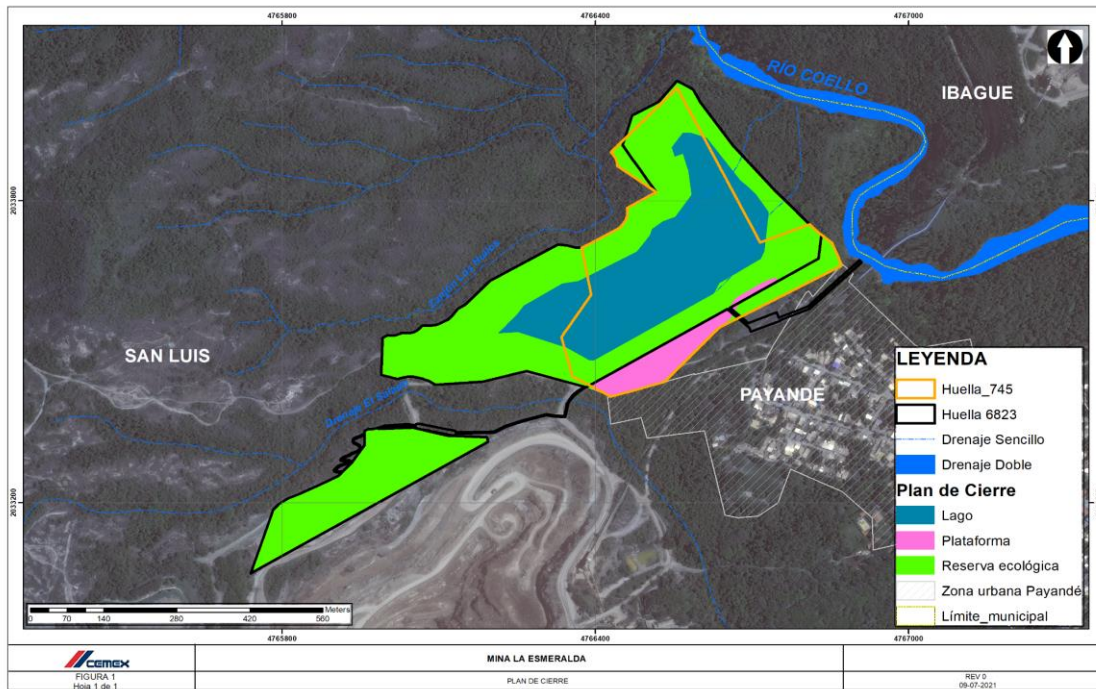 4765800
4766400
4767000
RÍO COELLO
IBAGUE
2033800
2033800
SAN LUIS
PAYANDE
2033200
2033200
LEYENDA
Huella_745
Huella 6823
Drenaje Sencillo
Drenaje Doble
Plan de Cierre
Lago
Plataforma
Reserva ecológica
Zona urbana Payandé
Límite_municipal
Meters
0 70 140 280 420 560
4765800
4766400
4767000
CEMEX
FIGURA 1
Hoja 1 de 1
MINA LA ESMERALDA
PLAN DE CIERRE
REV 0
09-07-2021